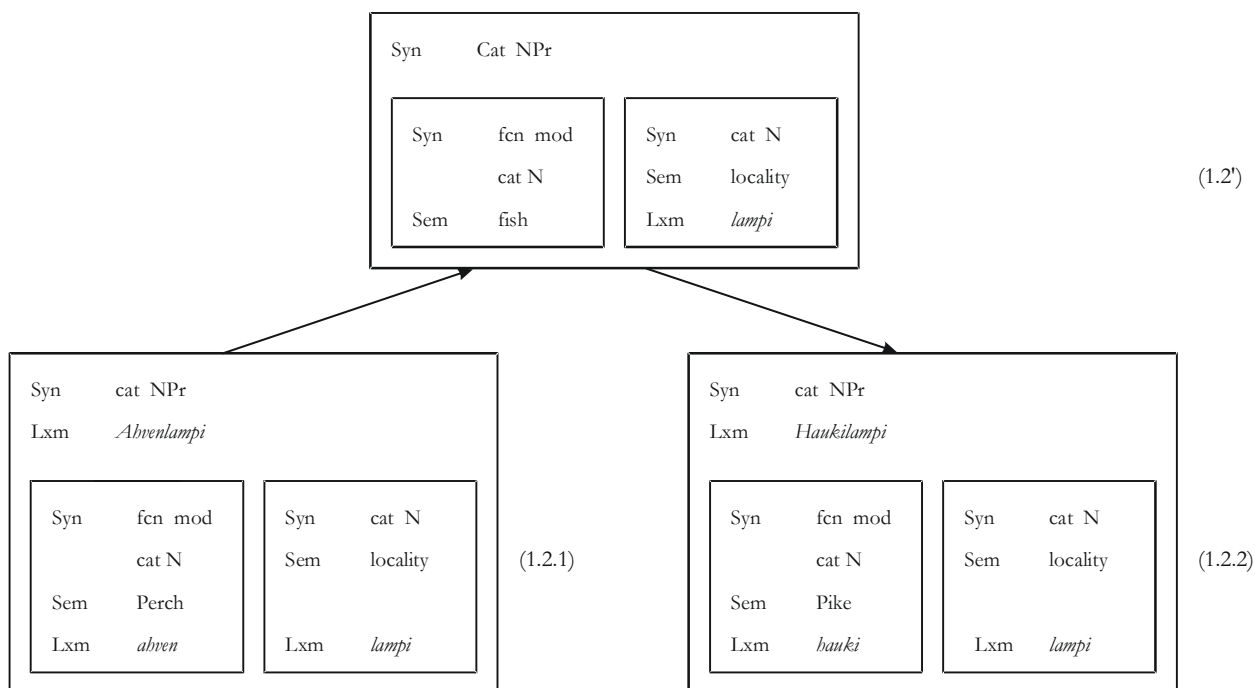 Syn Cat NPr
Syn fcn mod
cat N
Sem fish
Syn cat N
Sem locality
Lxm lampi
(1.2')
Syn cat NPr
Lxm Ahvenlampi
Syn fcn mod
cat N
Sem Perch
Lxm ahven
Syn cat N
Sem locality
Lxm lampi
(1.2.1)
Syn cat NPr
Lxm Haukilampi
Syn fcn mod
cat N
Sem Pike
Lxm hauki
Syn cat N
Sem locality
Lxm lampi
(1.2.2)